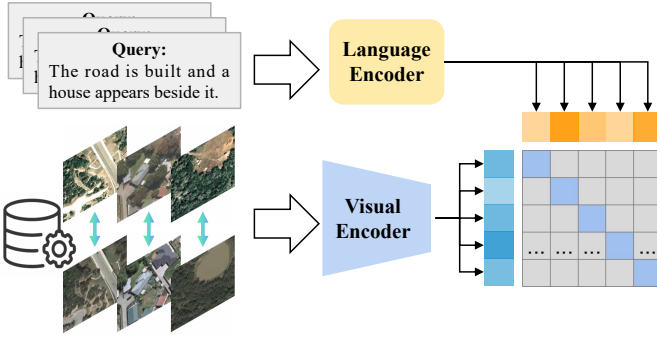 Query:
The road is built and a
house appears beside it.
Language
Encoder
Visual
Encoder
... ... ... ...